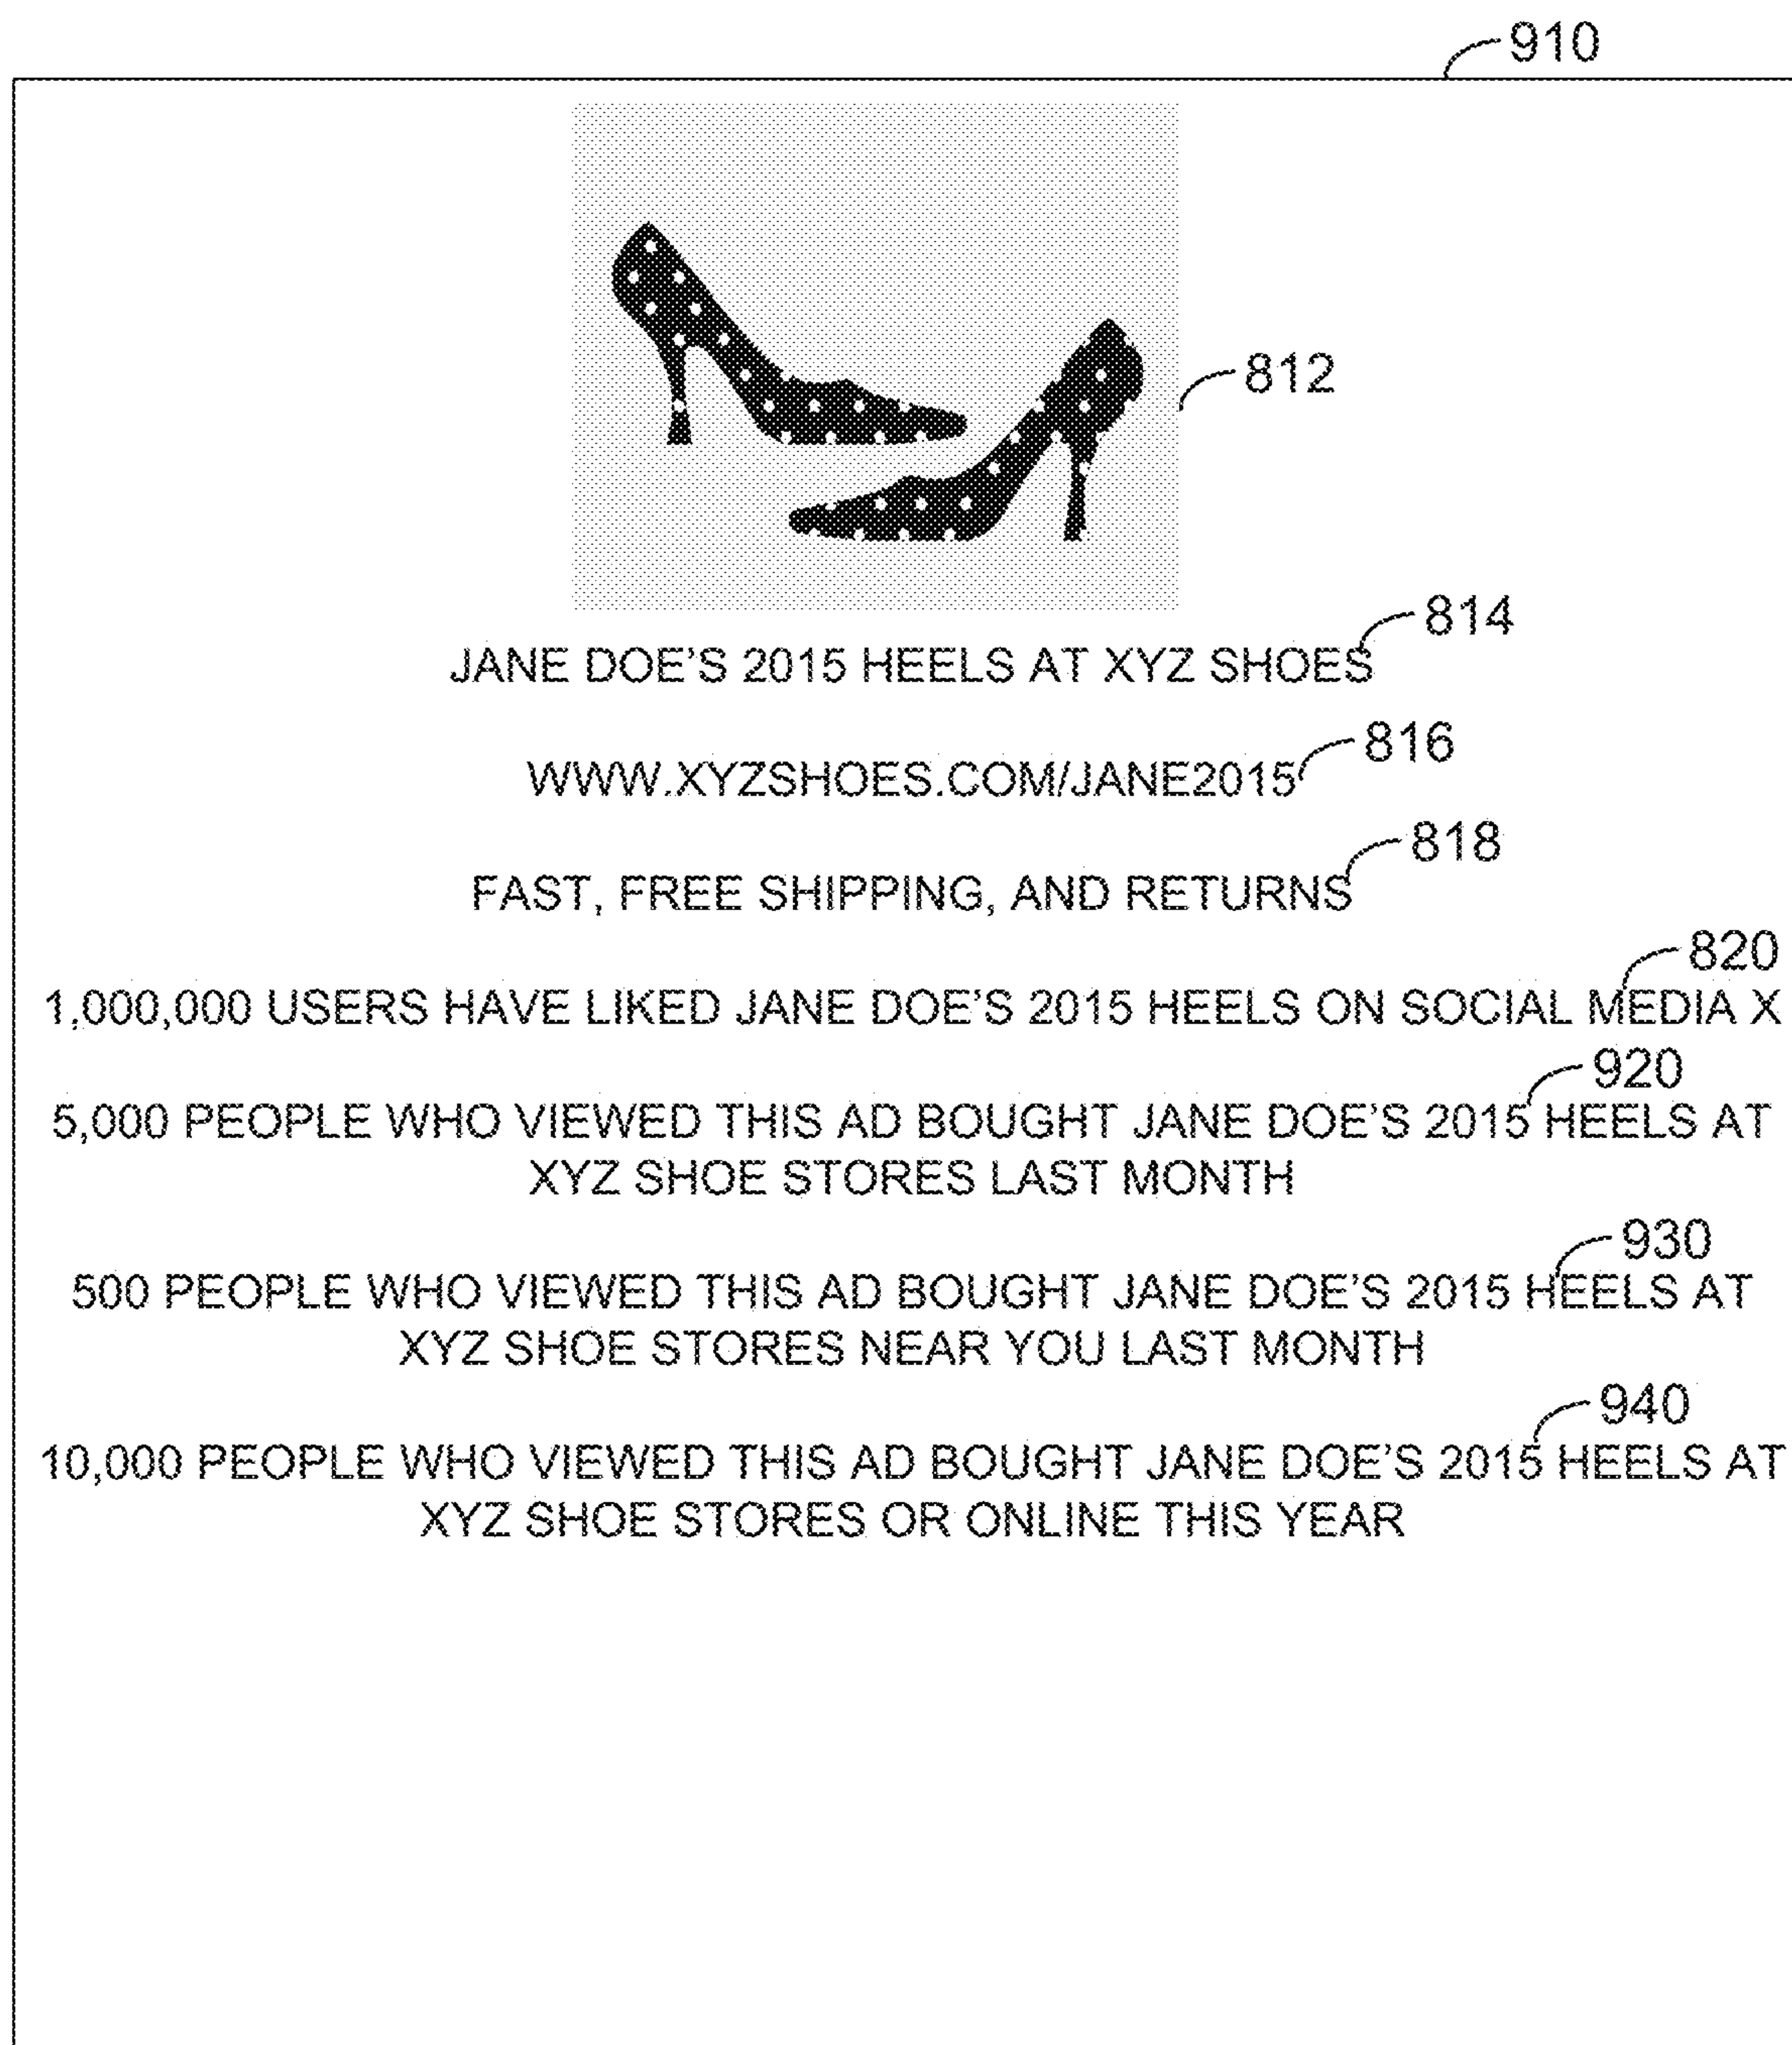 910
812
814
JANE DOE'S 2015 HEELS AT XYZ SHOES
816
WWW.XYZSHOES.COM/JANE2015
818
FAST, FREE SHIPPING, AND RETURNS
820
1,000,000 USERS HAVE LIKED JANE DOE'S 2015 HEELS ON SOCIAL MEDIA X
920
5,000 PEOPLE WHO VIEWED THIS AD BOUGHT JANE DOE'S 2015 HEELS AT
XYZ SHOE STORES LAST MONTH
930
500 PEOPLE WHO VIEWED THIS AD BOUGHT JANE DOE'S 2015 HEELS AT
XYZ SHOE STORES NEAR YOU LAST MONTH
940
10,000 PEOPLE WHO VIEWED THIS AD BOUGHT JANE DOE'S 2015 HEELS AT
XYZ SHOE STORES OR ONLINE THIS YEAR